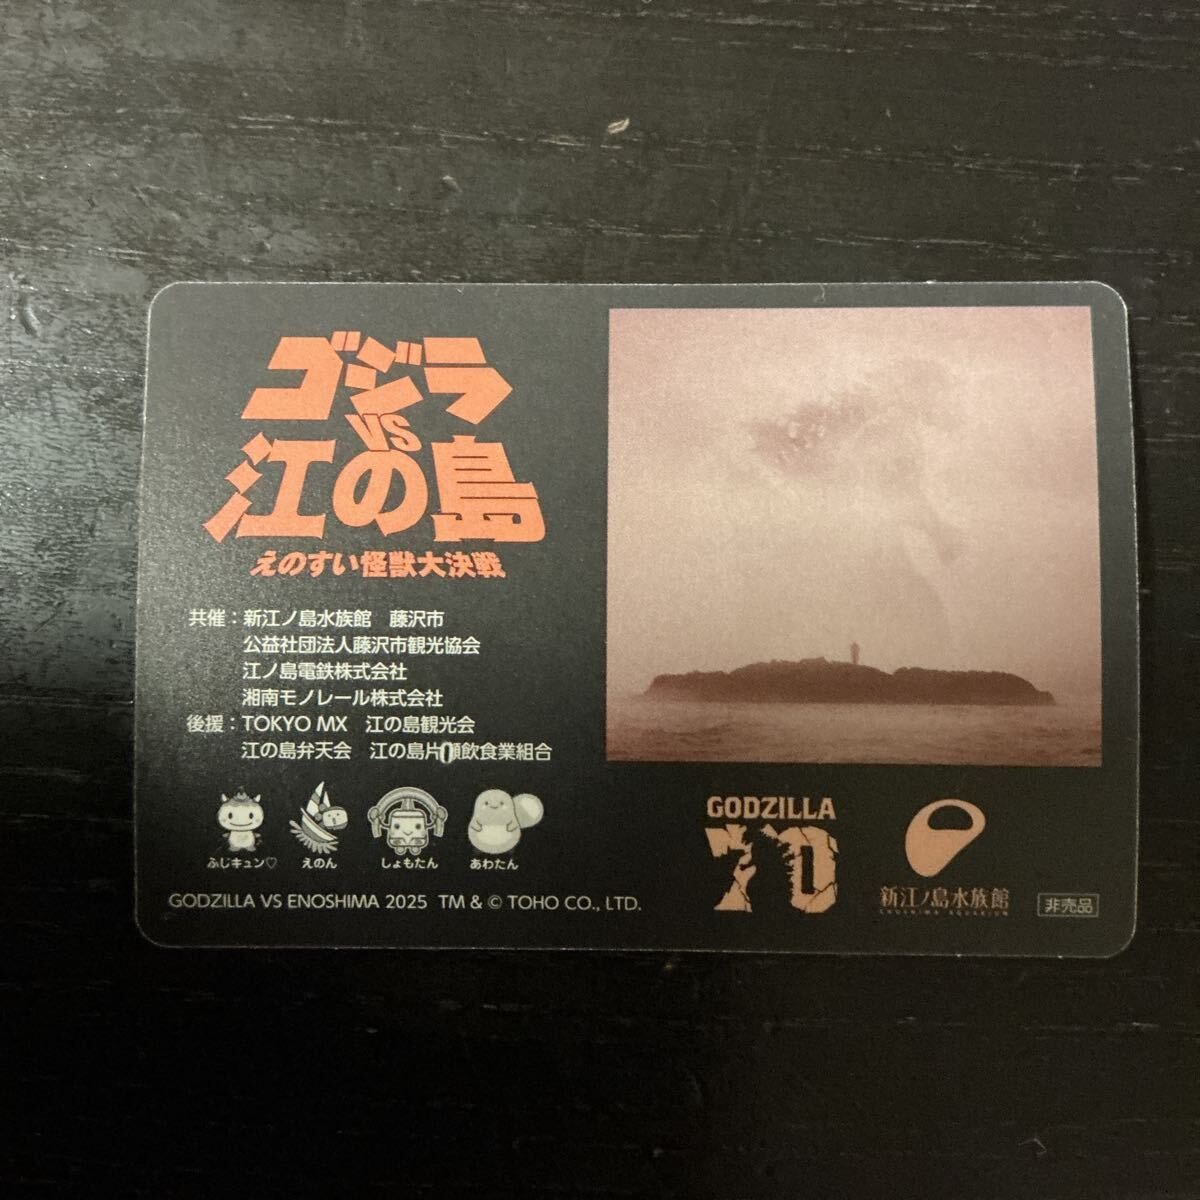 ゴジラ
VS
江の島
えのすい怪獣大決戦
共催：新江ノ島水族館　藤沢市
公益社団法人藤沢市観光協会
江ノ島電鉄株式会社
湘南モノレール株式会社
後援：TOKYO MX　江の島観光会
江の島弁天会　江の島片瀬飲食業組合
ふじキュン♡
えのん
しょもたん
あわたん
GODZILLA VS ENOSHIMA 2025 TM & © TOHO CO., LTD.
GODZILLA
70
新江ノ島水族館
ENOSHIMA AQUARIUM
非売品